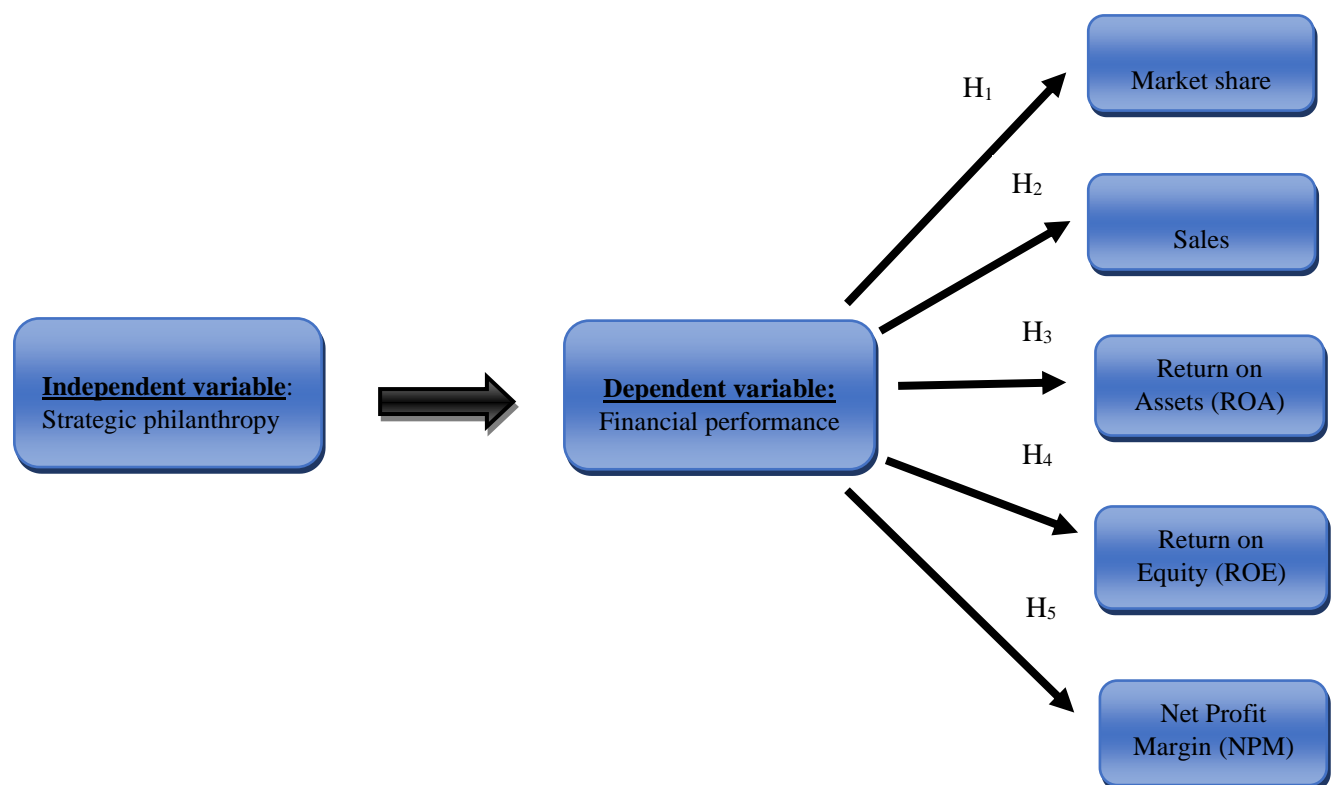 Market share
H₁
H₂
Sales
H₃
Return on
Assets (ROA)
Independent variable:
Strategic philanthropy
Dependent variable:
Financial performance
H₄
Return on
Equity (ROE)
H₅
Net Profit
Margin (NPM)